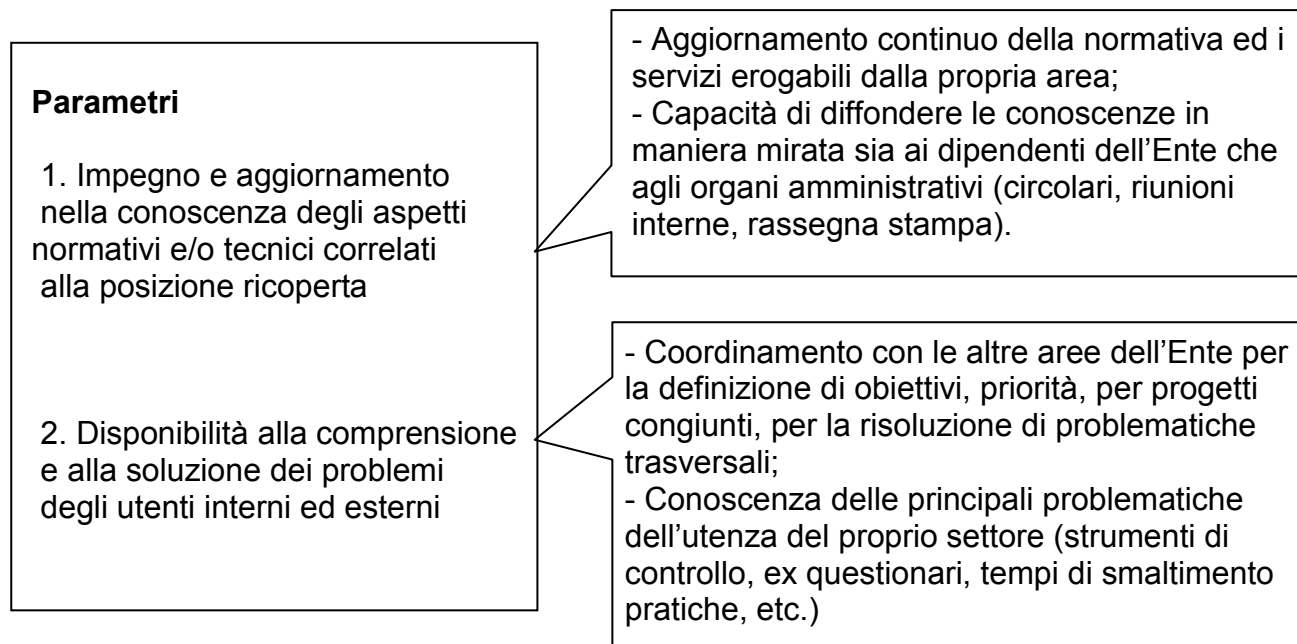 Parametri
1. Impegno e aggiornamento
nella conoscenza degli aspetti
normativi e/o tecnici correlati
alla posizione ricoperta
- Aggiornamento continuo della normativa ed i
servizi erogabili dalla propria area;
- Capacità di diffondere le conoscenze in
maniera mirata sia ai dipendenti dell’Ente che
agli organi amministrativi (circolari, riunioni
interne, rassegna stampa).
2. Disponibilità alla comprensione
e alla soluzione dei problemi
degli utenti interni ed esterni
- Coordinamento con le altre aree dell’Ente per
la definizione di obiettivi, priorità, per progetti
congiunti, per la risoluzione di problematiche
trasversali;
- Conoscenza delle principali problematiche
dell’utenza del proprio settore (strumenti di
controllo, ex questionari, tempi di smaltimento
pratiche, etc.)